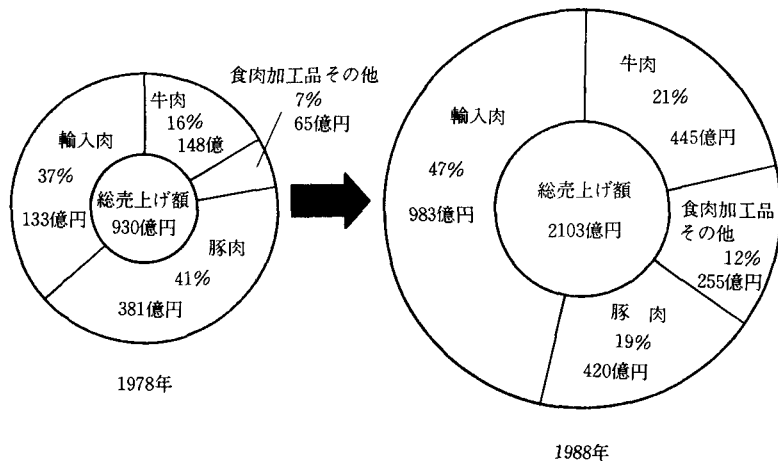 食肉加工品その他
7%
65億円
牛肉
16%
148億
輸入肉
37%
133億円
総売上げ額
930億円
豚肉
41%
381億円
1978年
牛肉
21%
445億円
輸入肉
47%
983億円
総売上げ額
2103億円
食肉加工品
その他
12%
255億円
豚 肉
19%
420億円
1988年